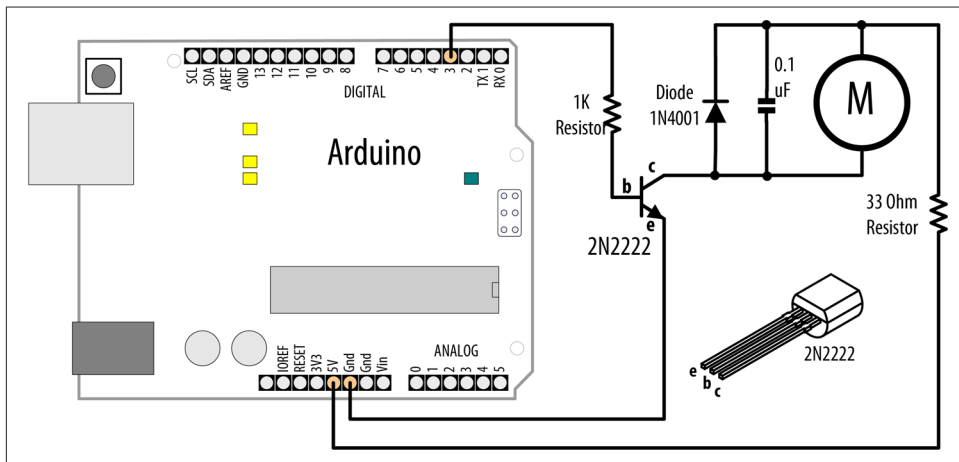 SCL
SDA
AREF
GND
13
12
11
10
9
8
7
6
5
4
3
2
TX 1
RX 0
DIGITAL
Arduino
1K
Resistor
Diode
1N4001
0.1
uF
M
c
b
e
2N2222
33 Ohm
Resistor
IOREF
RESET
3V3
5V
Gnd
Gnd
Vin
ANALOG
0
1
2
3
4
5
e
b
c
2N2222